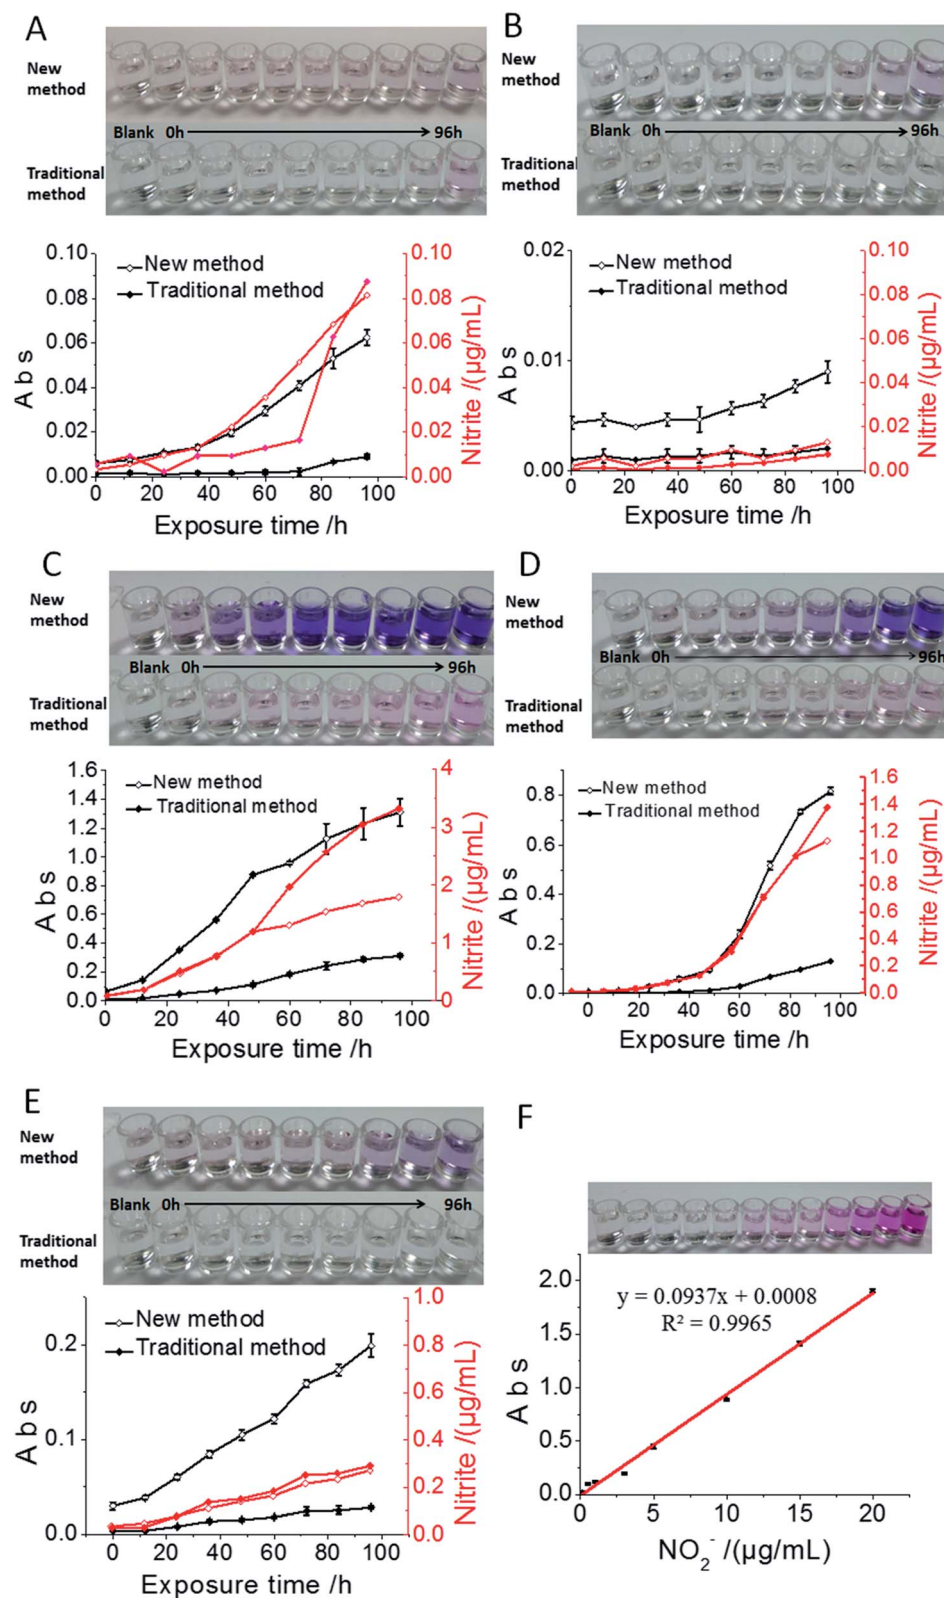 A
New
method
Blank 0h 96h
Traditional
method
0.10
0.08
0.06
0.04
0.02
0.00
Abs
New method
Traditional method
0.10
0.08
0.06
0.04
0.02
0.00
Nitrite /(µg/mL)
0 20 40 60 80 100
Exposure time /h
B
New
method
Blank 0h 96h
Traditional
method
0.02
0.01
0.00
Abs
New method
Traditional method
0.10
0.08
0.06
0.04
0.02
0.00
Nitrite /(µg/mL)
0 20 40 60 80 100
Exposure time /h
C
New
method
Blank 0h 96h
Traditional
method
1.6
1.4
1.2
1.0
0.8
0.6
0.4
0.2
0.0
Abs
New method
Traditional method
4
3
2
1
0
Nitrite /(µg/mL)
0 20 40 60 80 100
Exposure time /h
D
New
method
Blank 0h 96h
Traditional
method
0.8
0.6
0.4
0.2
0.0
Abs
New method
Traditional method
1.6
1.4
1.2
1.0
0.8
0.6
0.4
0.2
0.0
Nitrite /(µg/mL)
0 20 40 60 80 100
Exposure time /h
E
New
method
Blank 0h 96h
Traditional
method
0.2
0.1
0.0
Abs
New method
Traditional method
1.0
0.8
0.6
0.4
0.2
0.0
Nitrite /(µg/mL)
0 20 40 60 80 100
Exposure time /h
F
2.0
1.5
1.0
0.5
0.0
Abs
y = 0.0937x + 0.0008
R² = 0.9965
0 5 10 15 20
NO₂⁻ /(µg/mL)